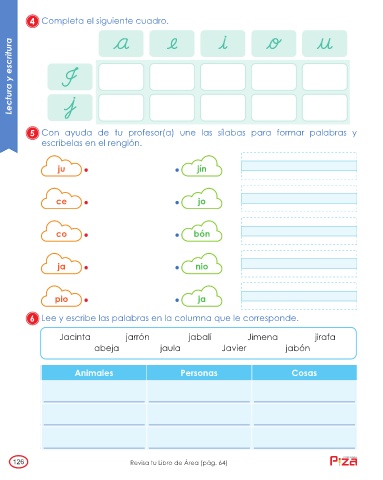 Lectura y escritura
4 Completa el siguiente cuadro.
a e i o u
J
j
5 Con ayuda de tu profesor(a) une las sílabas para formar palabras y
escríbelas en el renglón.
ju jín
ce jo
co bón
ja nio
pio ja
6 Lee y escribe las palabras en la columna que le corresponde.
Jacinta jarrón jabalí Jimena jirafa
abeja jaula Javier jabón
Animales Personas Cosas
126
Revisa tu Libro de Área (pág. 64)
Piza